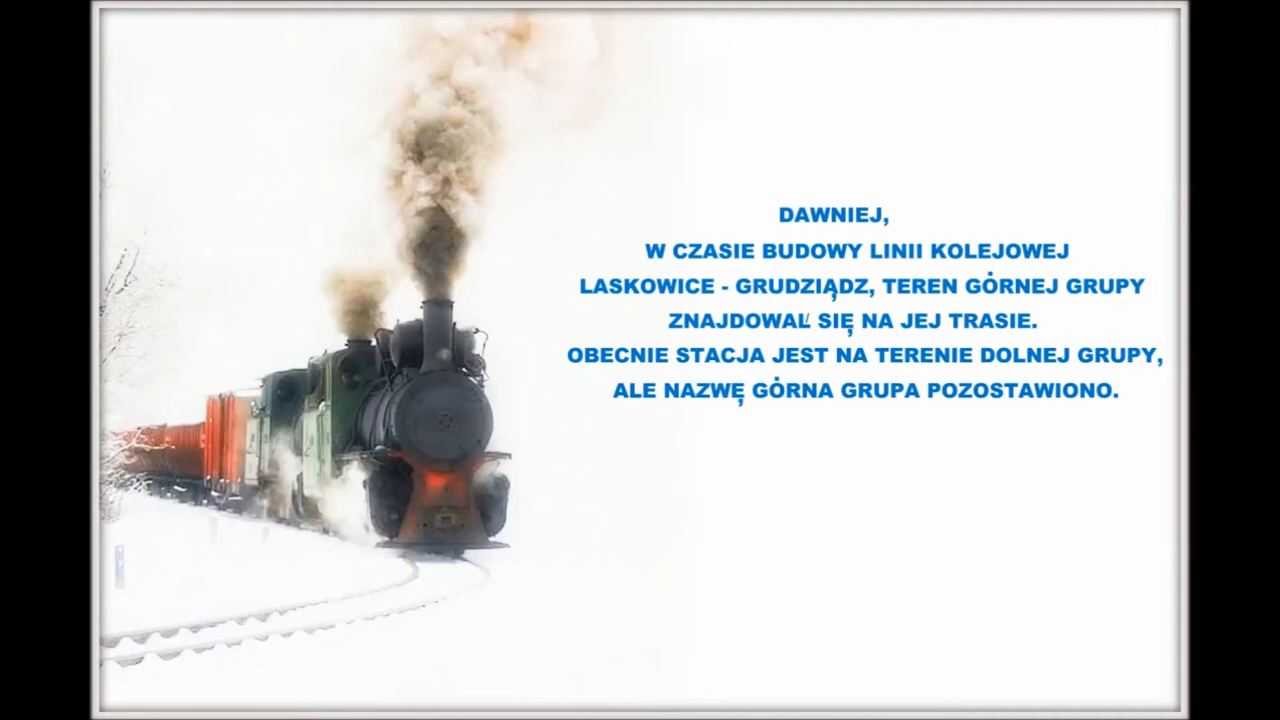 DAWNIEJ,
W CZASIE BUDOWY LINII KOLEJOWEJ
LASKOWICE - GRUDZIĄDZ, TEREN GÓRNEJ GRUPY
ZNAJDOWAŁ SIĘ NA JEJ TRASIE.
OBECNIE STACJA JEST NA TERENIE DOLNEJ GRUPY,
ALE NAZWĘ GÓRNA GRUPA POZOSTAWIONO.